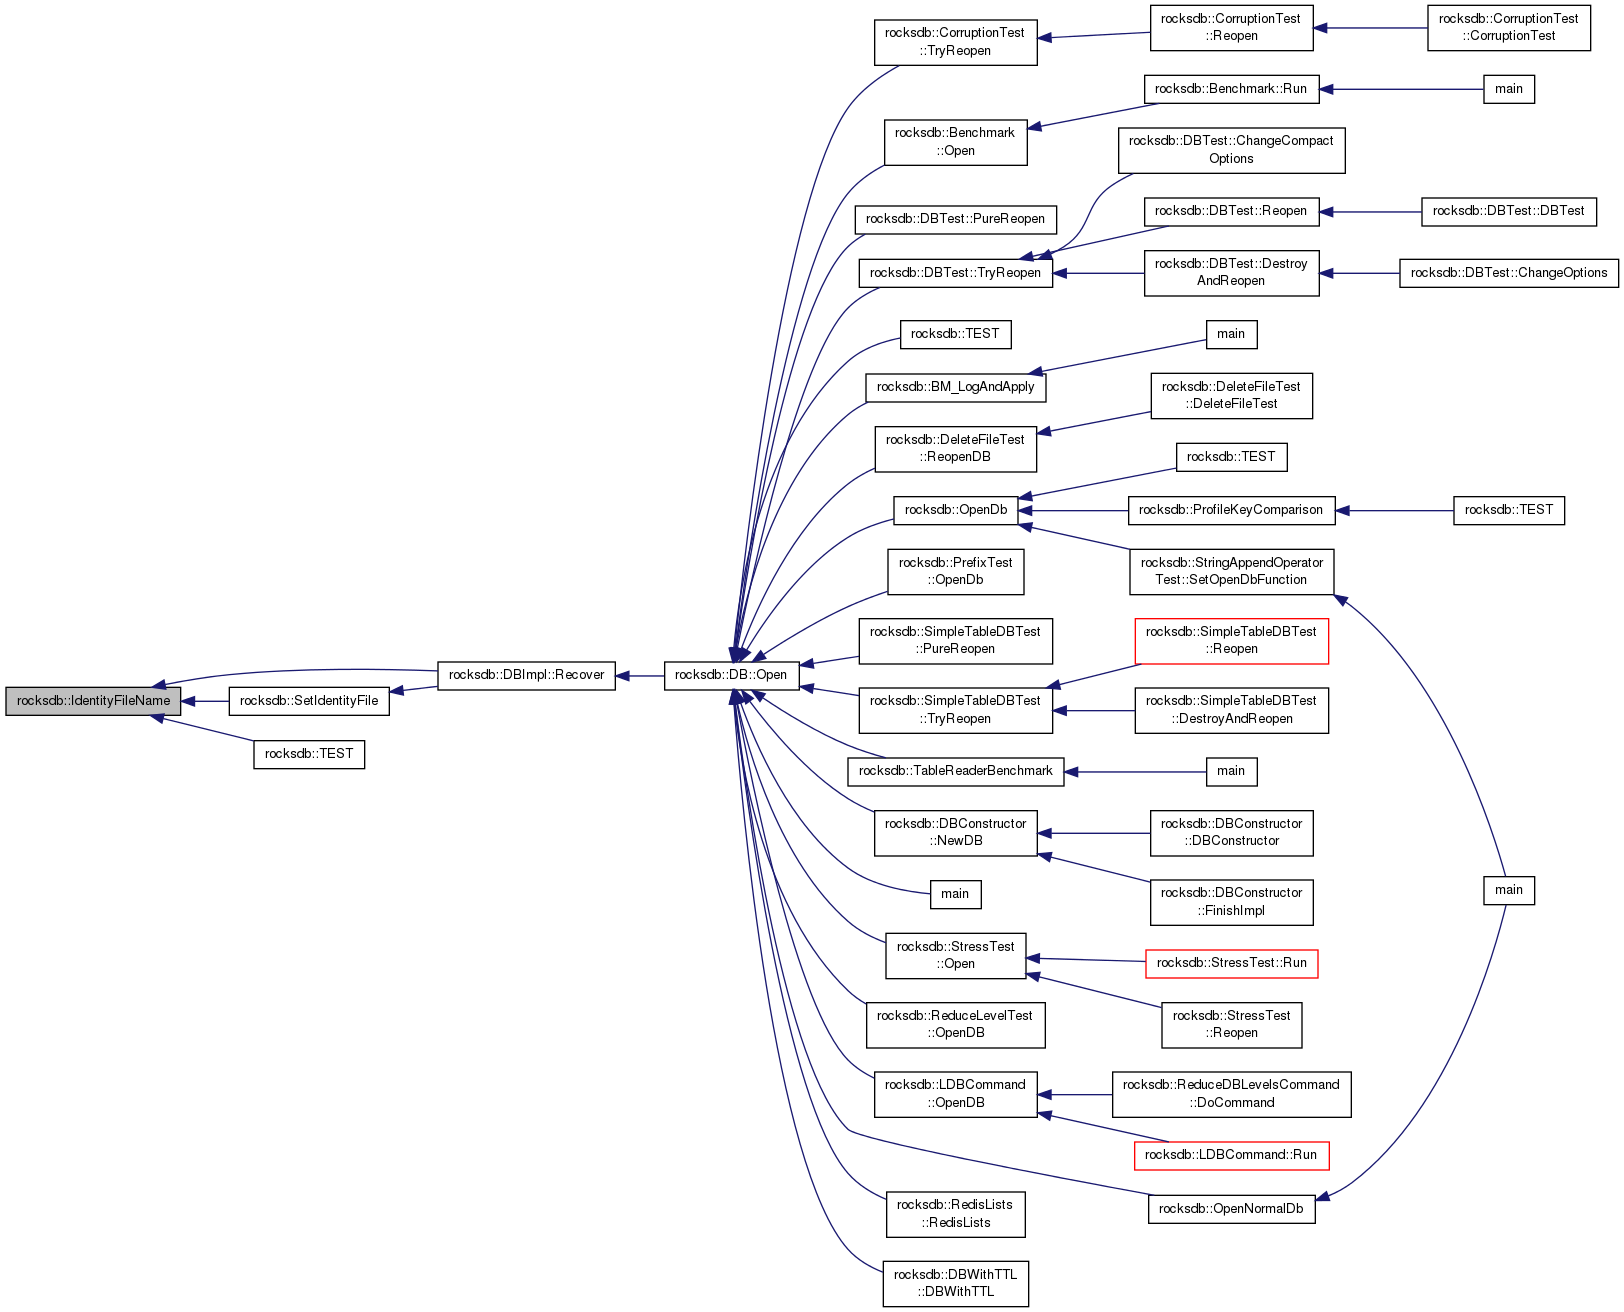 rocksdb::IdentityFileName
rocksdb::DBImpl::Recover
rocksdb::SetIdentityFile
rocksdb::TEST
rocksdb::DB::Open
rocksdb::CorruptionTest
::TryReopen
rocksdb::CorruptionTest
::Reopen
rocksdb::CorruptionTest
::CorruptionTest
rocksdb::Benchmark
::Open
rocksdb::Benchmark::Run
main
rocksdb::DBTest::PureReopen
rocksdb::DBTest::TryReopen
rocksdb::DBTest::ChangeCompact
Options
rocksdb::DBTest::Reopen
rocksdb::DBTest::DBTest
rocksdb::DBTest::Destroy
AndReopen
rocksdb::DBTest::ChangeOptions
rocksdb::TEST
rocksdb::BM_LogAndApply
main
rocksdb::DeleteFileTest
::ReopenDB
rocksdb::DeleteFileTest
::DeleteFileTest
rocksdb::OpenDb
rocksdb::TEST
rocksdb::ProfileKeyComparison
rocksdb::TEST
rocksdb::StringAppendOperator
Test::SetOpenDbFunction
rocksdb::PrefixTest
::OpenDb
rocksdb::SimpleTableDBTest
::PureReopen
rocksdb::SimpleTableDBTest
::TryReopen
rocksdb::SimpleTableDBTest
::Reopen
rocksdb::SimpleTableDBTest
::DestroyAndReopen
rocksdb::TableReaderBenchmark
main
rocksdb::DBConstructor
::NewDB
rocksdb::DBConstructor
::DBConstructor
rocksdb::DBConstructor
::FinishImpl
main
main
rocksdb::StressTest
::Open
rocksdb::StressTest::Run
rocksdb::StressTest
::Reopen
rocksdb::ReduceLevelTest
::OpenDB
rocksdb::LDBCommand
::OpenDB
rocksdb::ReduceDBLevelsCommand
::DoCommand
rocksdb::LDBCommand::Run
rocksdb::RedisLists
::RedisLists
rocksdb::OpenNormalDb
rocksdb::DBWithTTL
::DBWithTTL